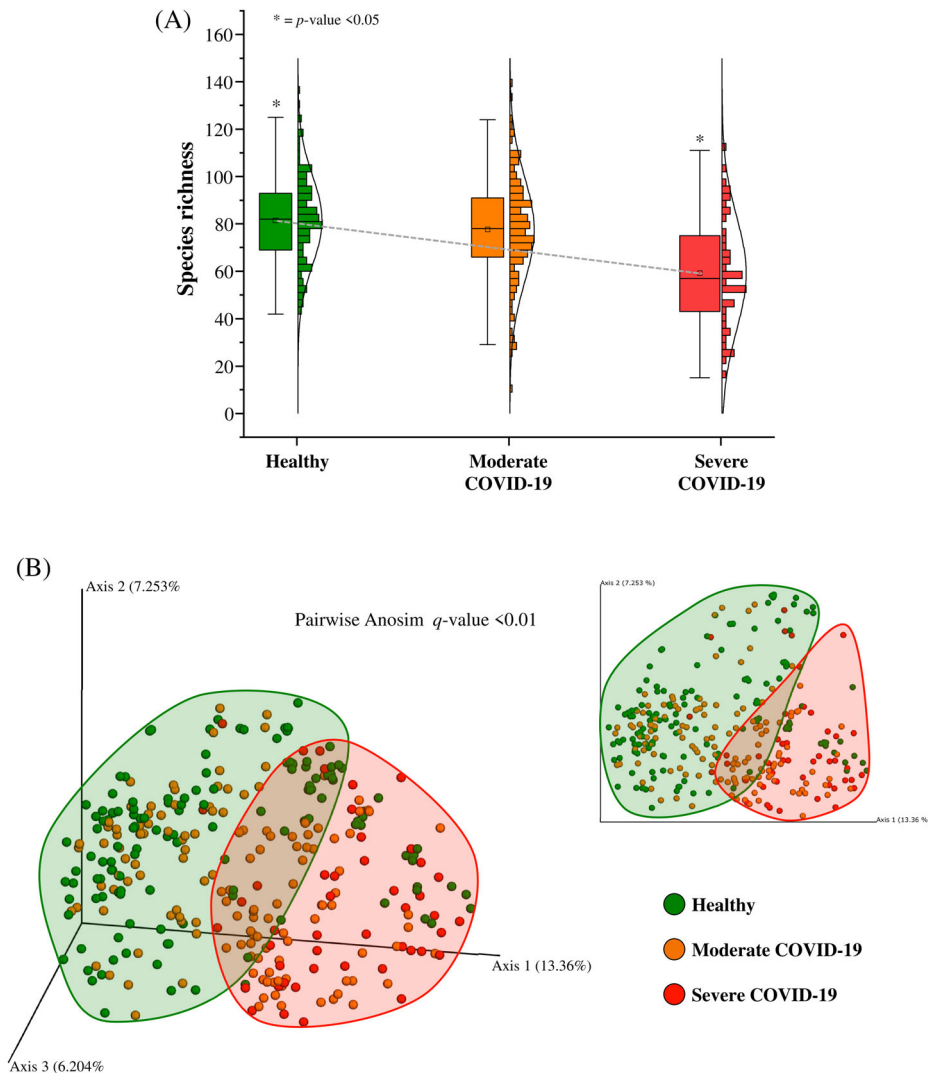 (A)
* = p-value <0.05
160
140
120
100
80
60
40
20
0
Species richness
*
*
Healthy
Moderate
COVID-19
Severe
COVID-19
(B)
Axis 2 (7.253%
Pairwise Anosim q-value <0.01
Axis 1 (13.36%)
Axis 3 (6.204%
Axis 2 (7.253 %)
Axis 1 (13.36 %
Healthy
Moderate COVID-19
Severe COVID-19